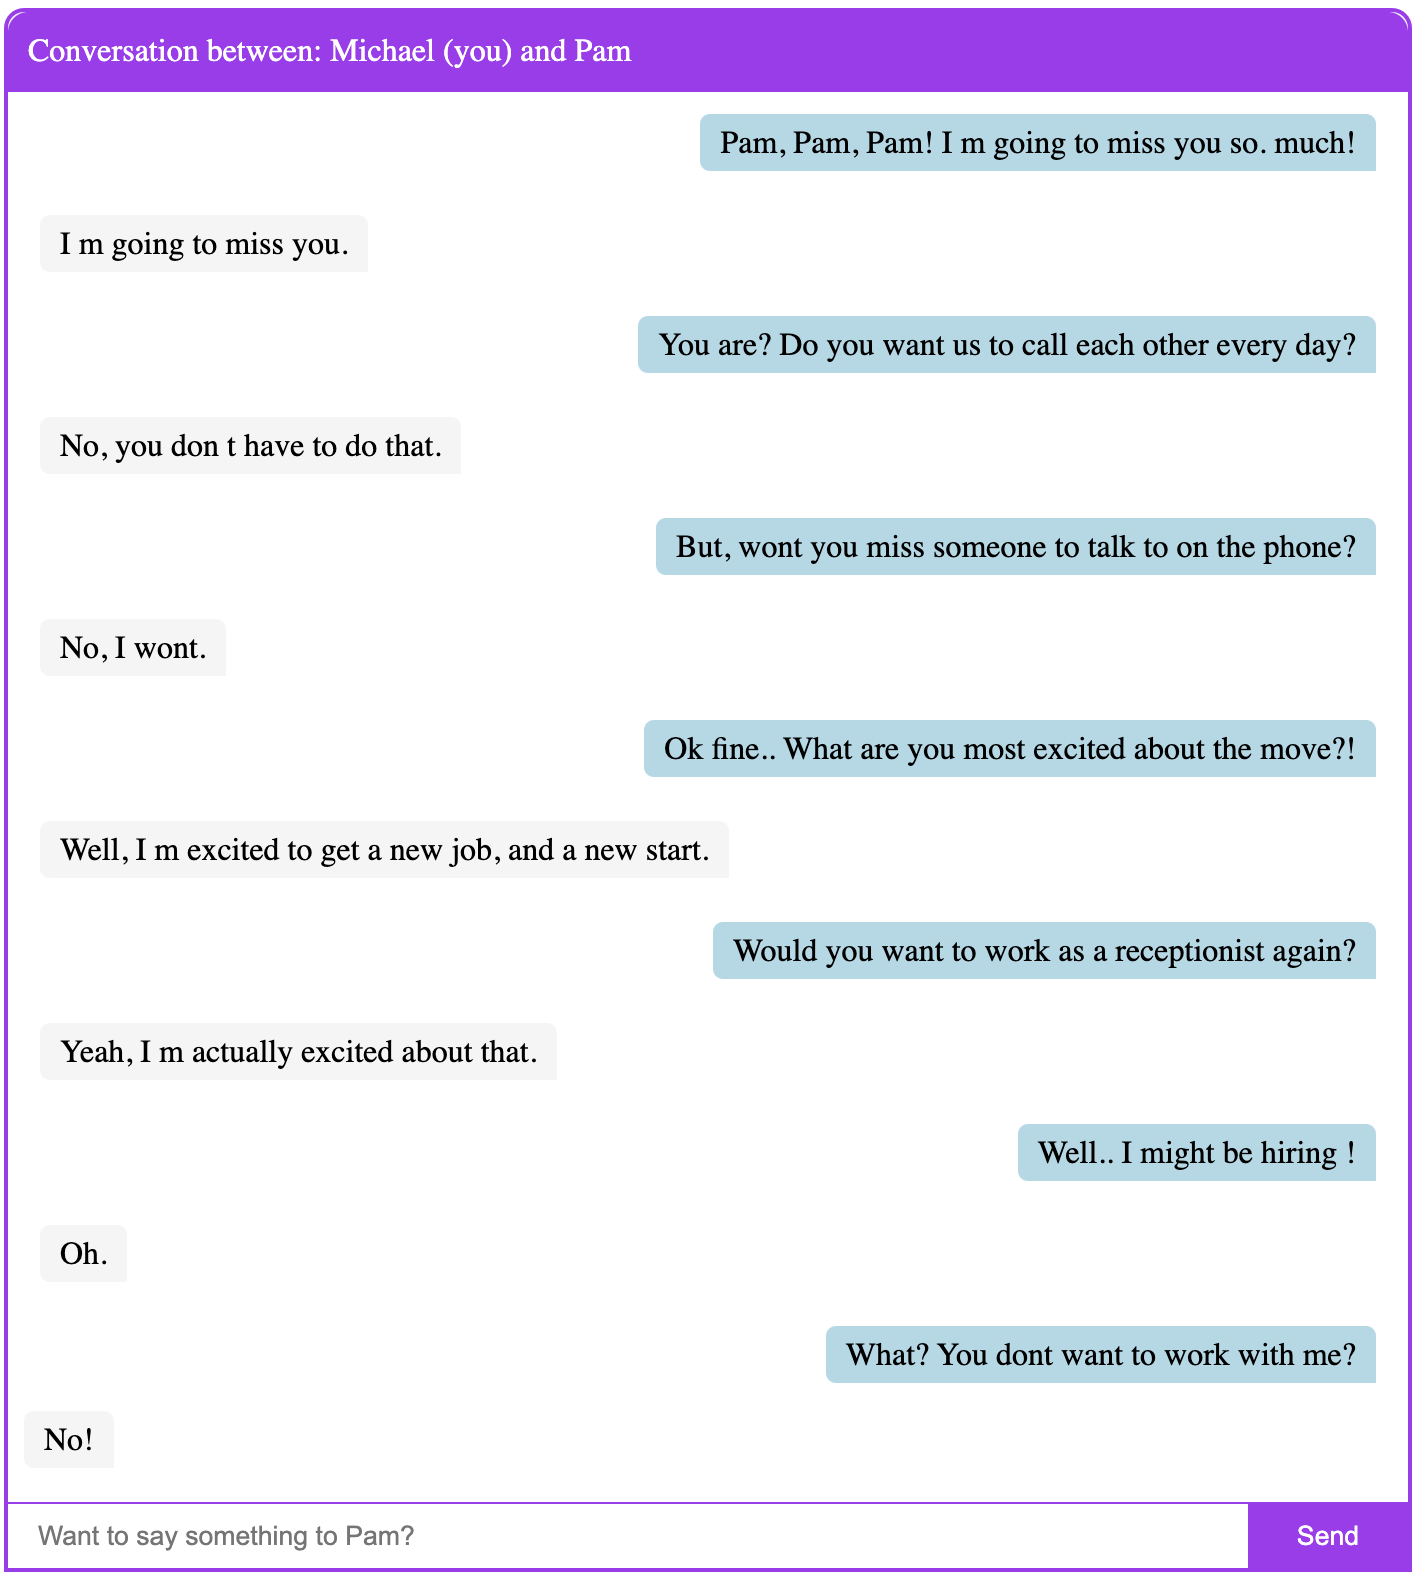 Conversation between: Michael (you) and Pam
Pam, Pam, Pam! I m going to miss you so. much!
I m going to miss you.
You are? Do you want us to call each other every day?
No, you don t have to do that.
But, wont you miss someone to talk to on the phone?
No, I wont.
Ok fine.. What are you most excited about the move?!
Well, I m excited to get a new job, and a new start.
Would you want to work as a receptionist again?
Yeah, I m actually excited about that.
Well.. I might be hiring !
Oh.
What? You dont want to work with me?
No!
Want to say something to Pam?
Send